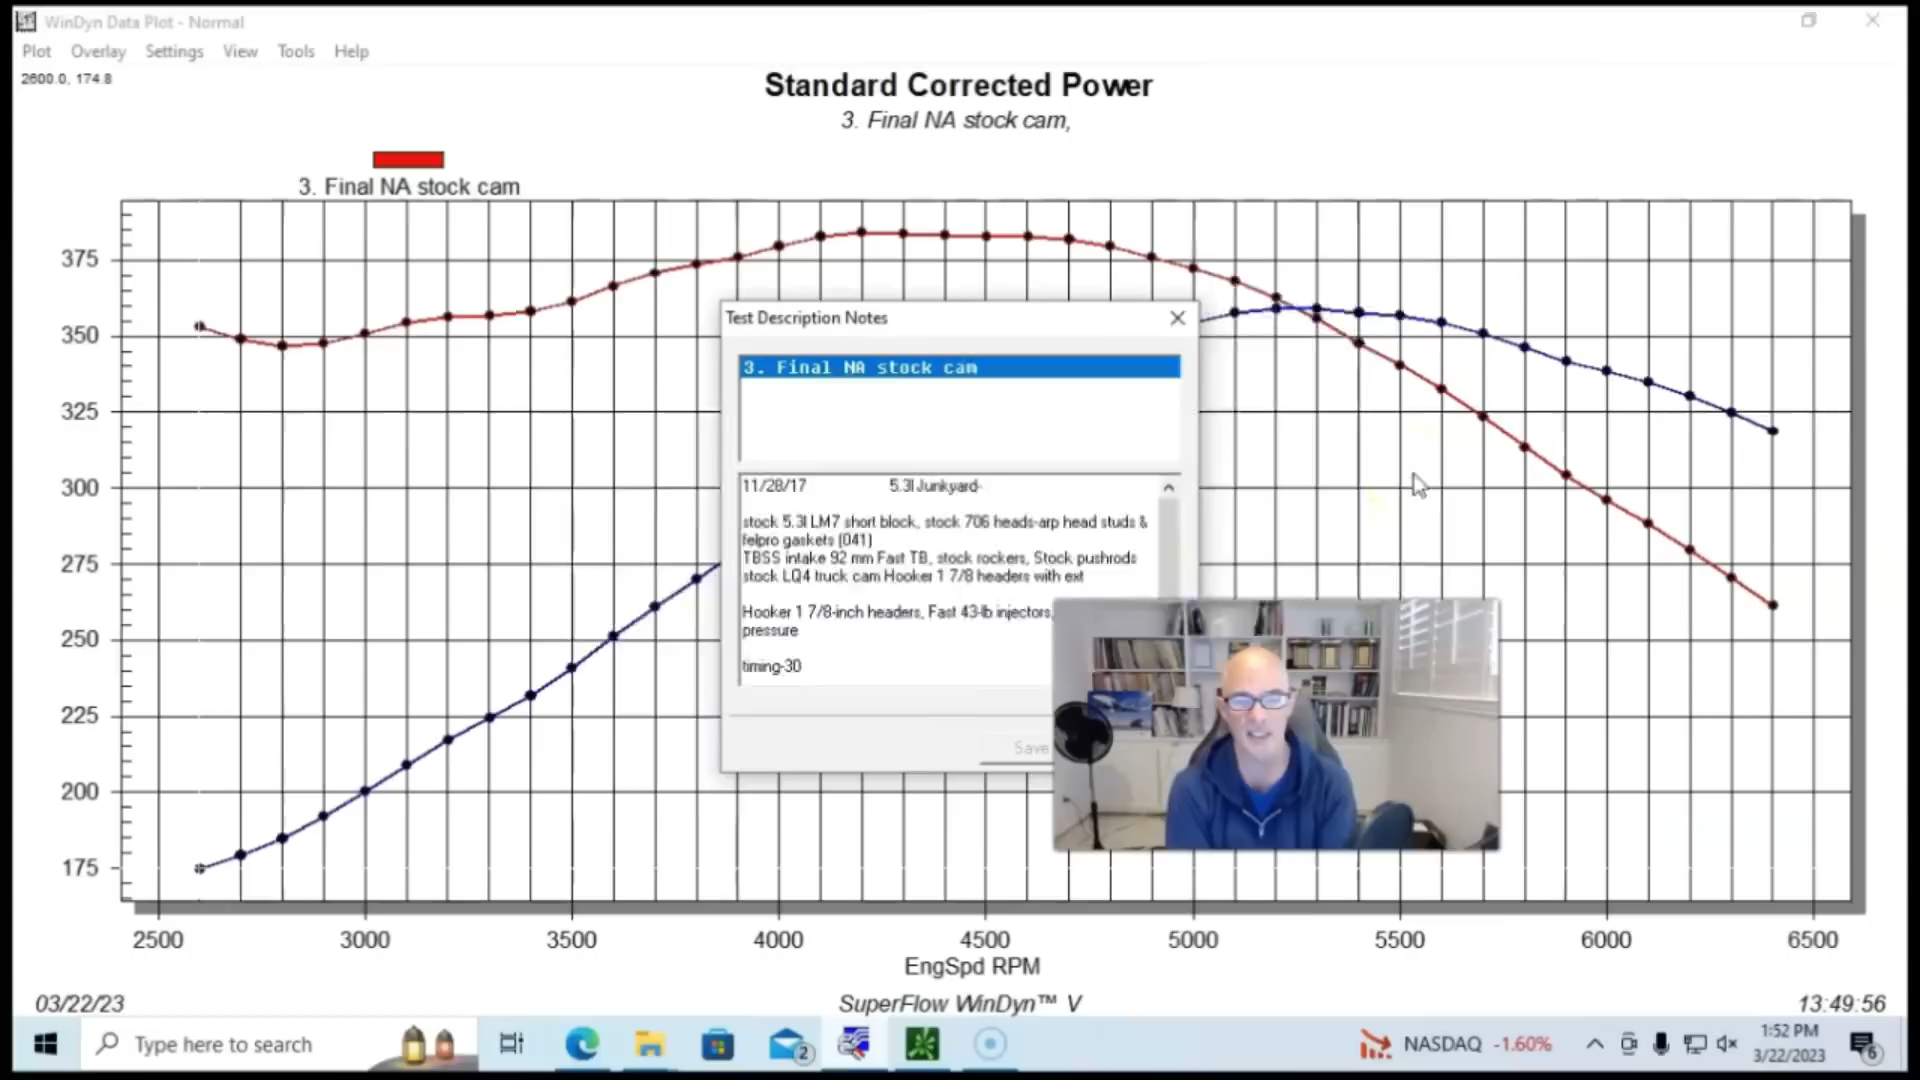 WinDyn Data Plot - Normal
Plot Overlay Settings View Tools Help
2600.0, 174.8
Standard Corrected Power
3. Final NA stock cam,
3. Final NA stock cam
375
350
325
300
275
250
225
200
175
Test Description Notes
3. Final NA stock cam
11/28/17 5.3l Junkyard-
stock 5.3l LM7 short block, stock 706 heads-arp head studs &
felpro gaskets (041)
TBSS intake 92 mm Fast TB, stock rockers, Stock pushrods
stock LQ4 truck cam Hooker 1 7/8 headers with ext
Hooker 1 7/8-inch headers, Fast 43-lb injectors,
pressure
timing-30
Save
2500 3000 3500 4000 4500 5000 5500 6000 6500
EngSpd RPM
03/22/23 SuperFlow WinDyn™ V 13:49:56
Type here to search 2 NASDAQ -1.60% 1:52 PM
3/22/2023 6